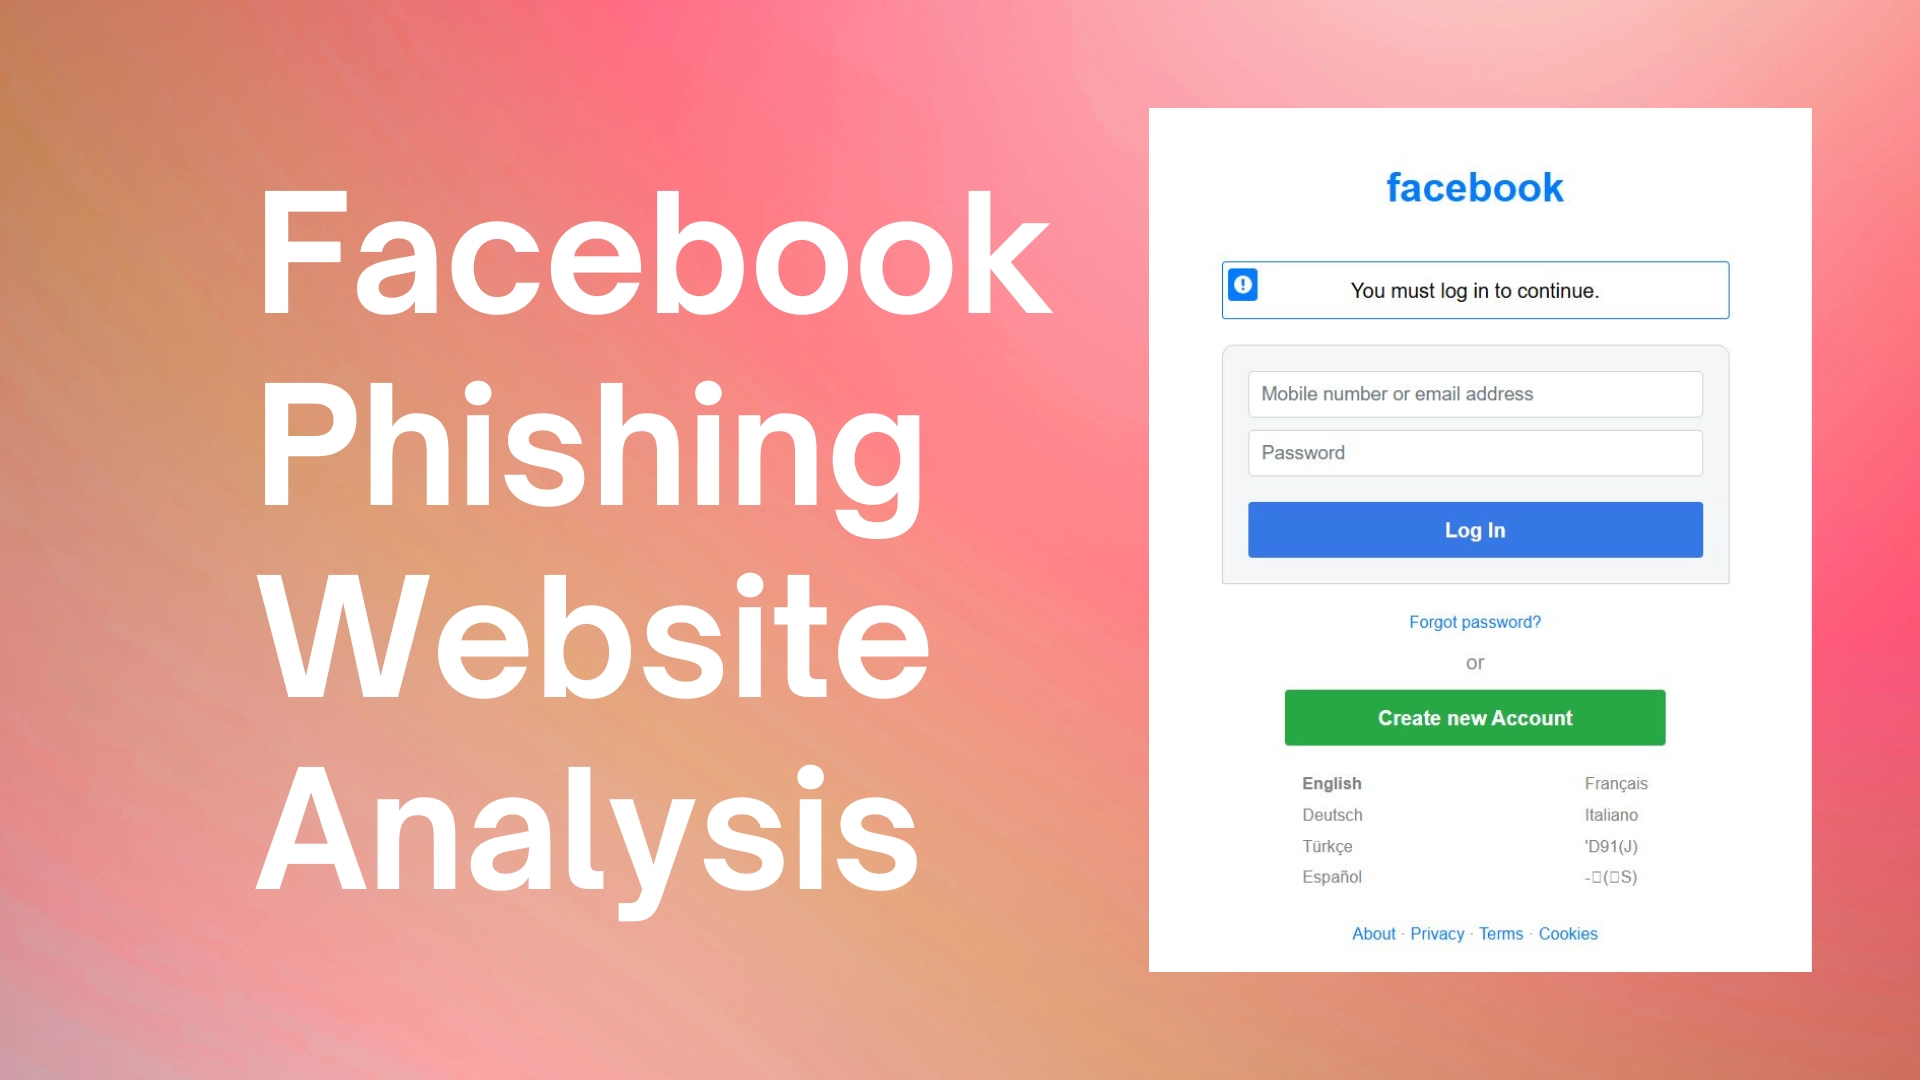 Facebook
Phishing
Website
Analysis
facebook
You must log in to continue.
Mobile number or email address
Password
Log In
Forgot password?
or
Create new Account
English Français
Deutsch Italiano
Türkçe 'D91(J)
Español -▯(▯S)
About · Privacy · Terms · Cookies